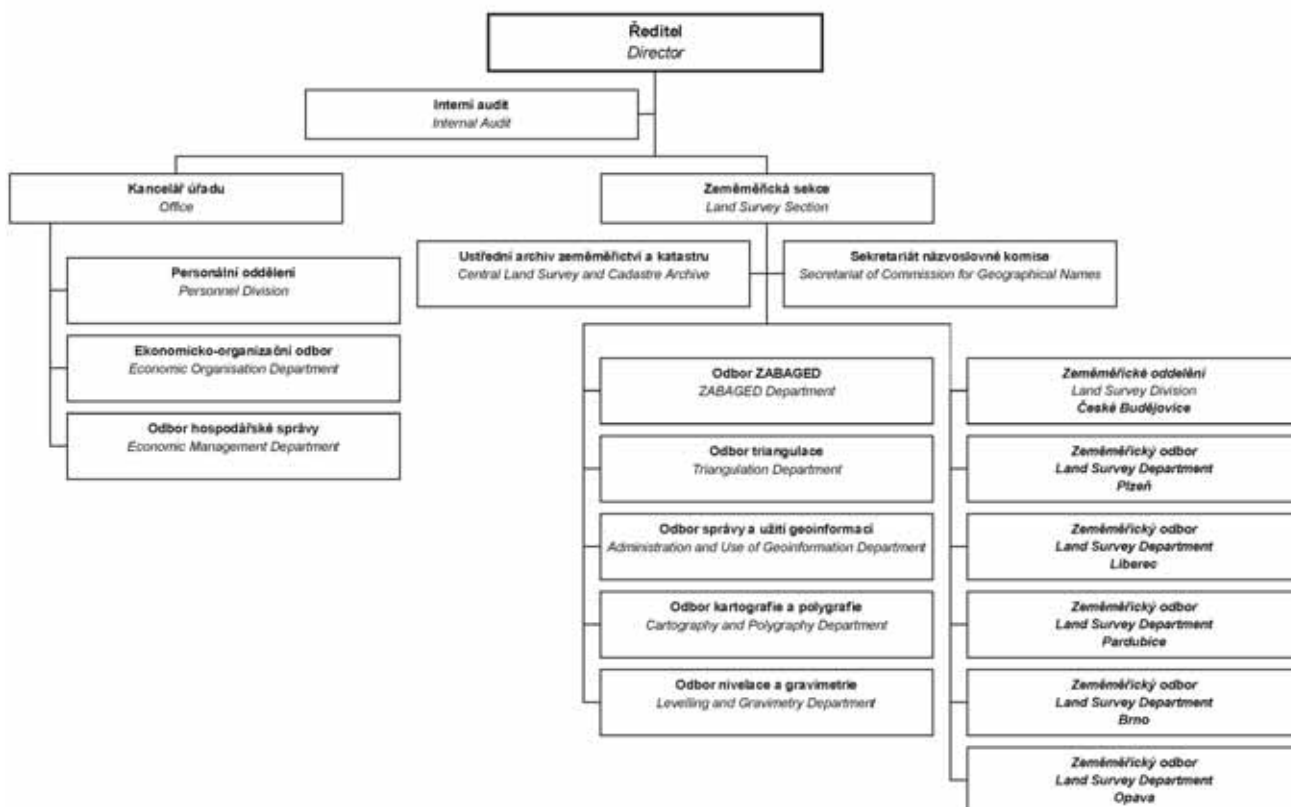 Ředitel
Director
Interní audit
Internal Audit
Kancelář úřadu
Office
Zeměměřická sekce
Land Survey Section
Ustřední archiv zeměměřictví a katastru
Central Land Survey and Cadastre Archive
Sekretariát názvoslovné komise
Secretariat of Commission for Geographical Names
Personální oddělení
Personnel Division
Ekonomicko-organizační odbor
Economic Organisation Department
Odbor hospodářské správy
Economic Management Department
Odbor ZABAGED
ZABAGED Department
Odbor triangulace
Triangulation Department
Odbor správy a užití geoinformací
Administration and Use of Geoinformation Department
Odbor kartografie a polygrafie
Cartography and Polygraphy Department
Odbor nivelace a gravimetrie
Levelling and Gravimetry Department
Zeměměřické oddělění
Land Survey Division
České Budějovice
Zeměměřický odbor
Land Survey Department
Plzeň
Zeměměřický odbor
Land Survey Department
Liberec
Zeměměřický odbor
Land Survey Department
Pardubice
Zeměměřický odbor
Land Survey Department
Brno
Zeměměřický odbor
Land Survey Department
Opava